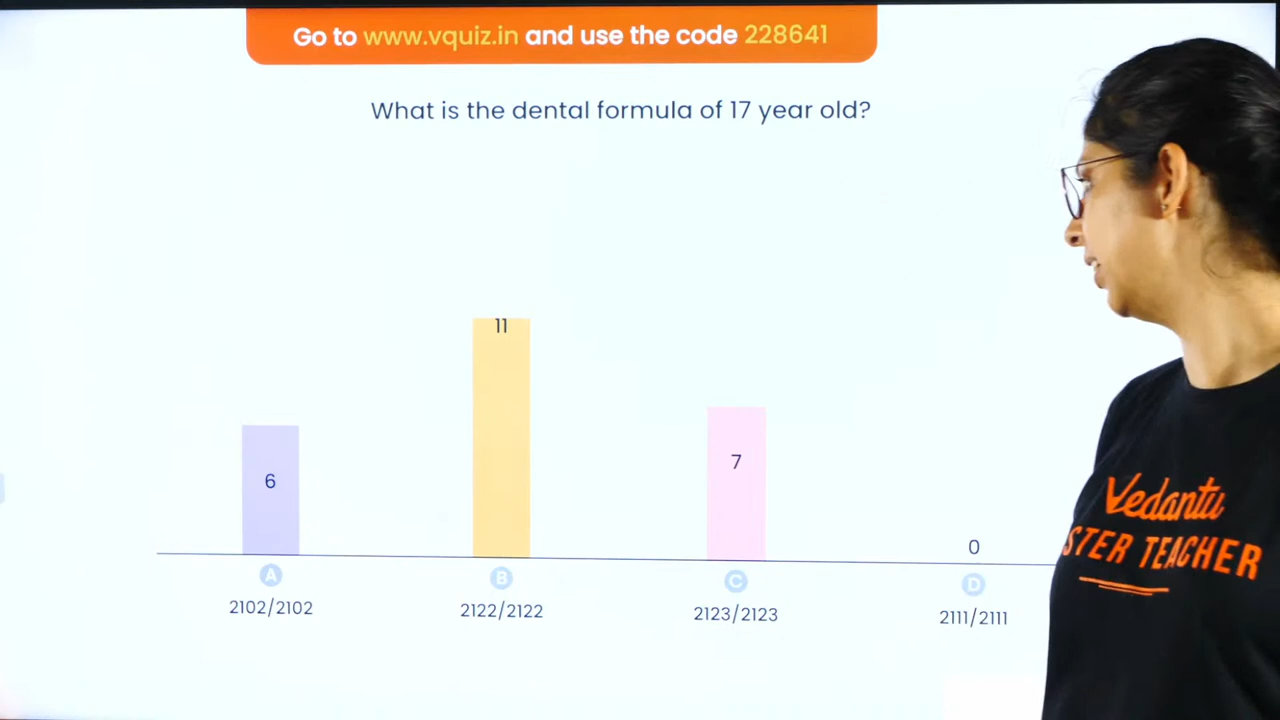 Go to www.vquiz.in and use the code 228641
What is the dental formula of 17 year old?
11
7
6
0
A
B
C
D
2102/2102
2122/2122
2123/2123
2111/2111
Vedantu
STER TEACHER